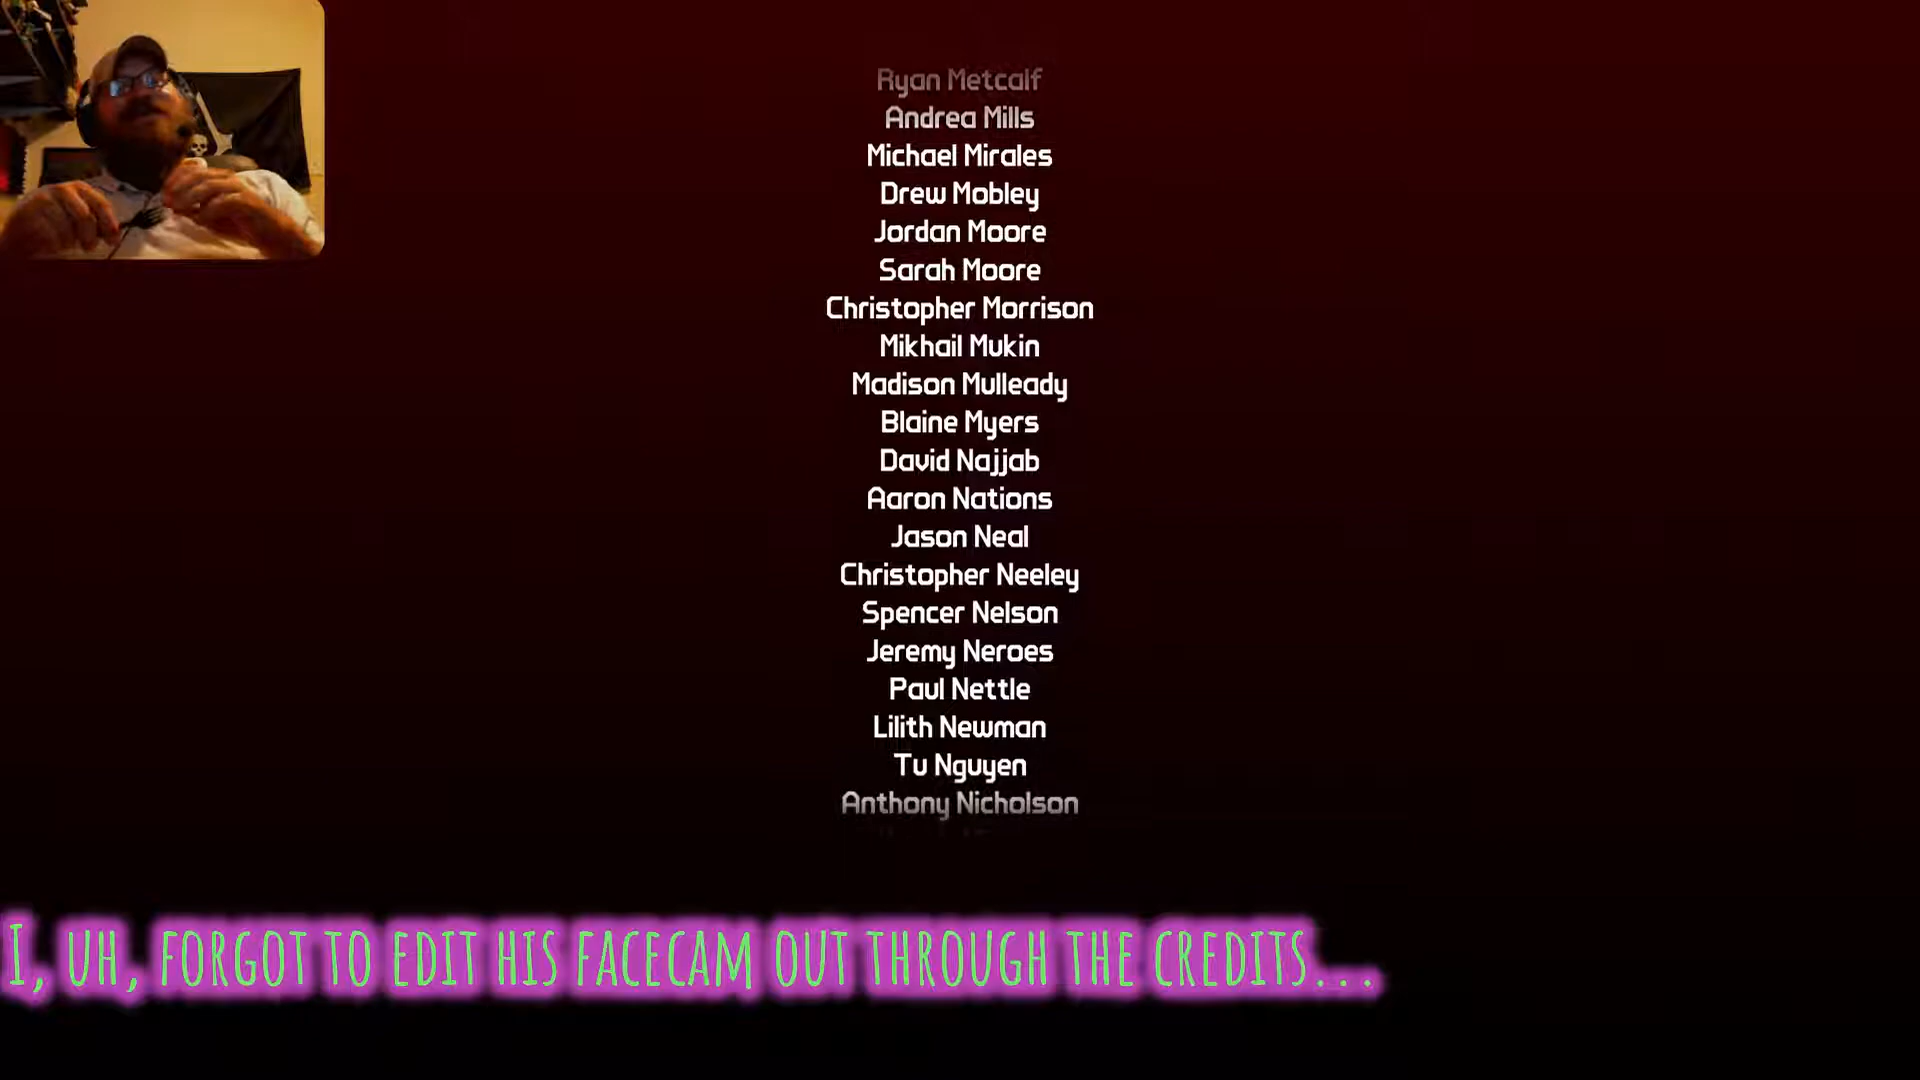 Ryan Metcalf
Andrea Mills
Michael Mirales
Drew Mobley
Jordan Moore
Sarah Moore
Christopher Morrison
Mikhail Mukin
Madison Mulleady
Blaine Myers
David Najjab
Aaron Nations
Jason Neal
Christopher Neeley
Spencer Nelson
Jeremy Neroes
Paul Nettle
Lilith Newman
Tu Nguyen
Anthony Nicholson
I, UH, FORGOT TO EDIT HIS FACECAM OUT THROUGH THE CREDITS...